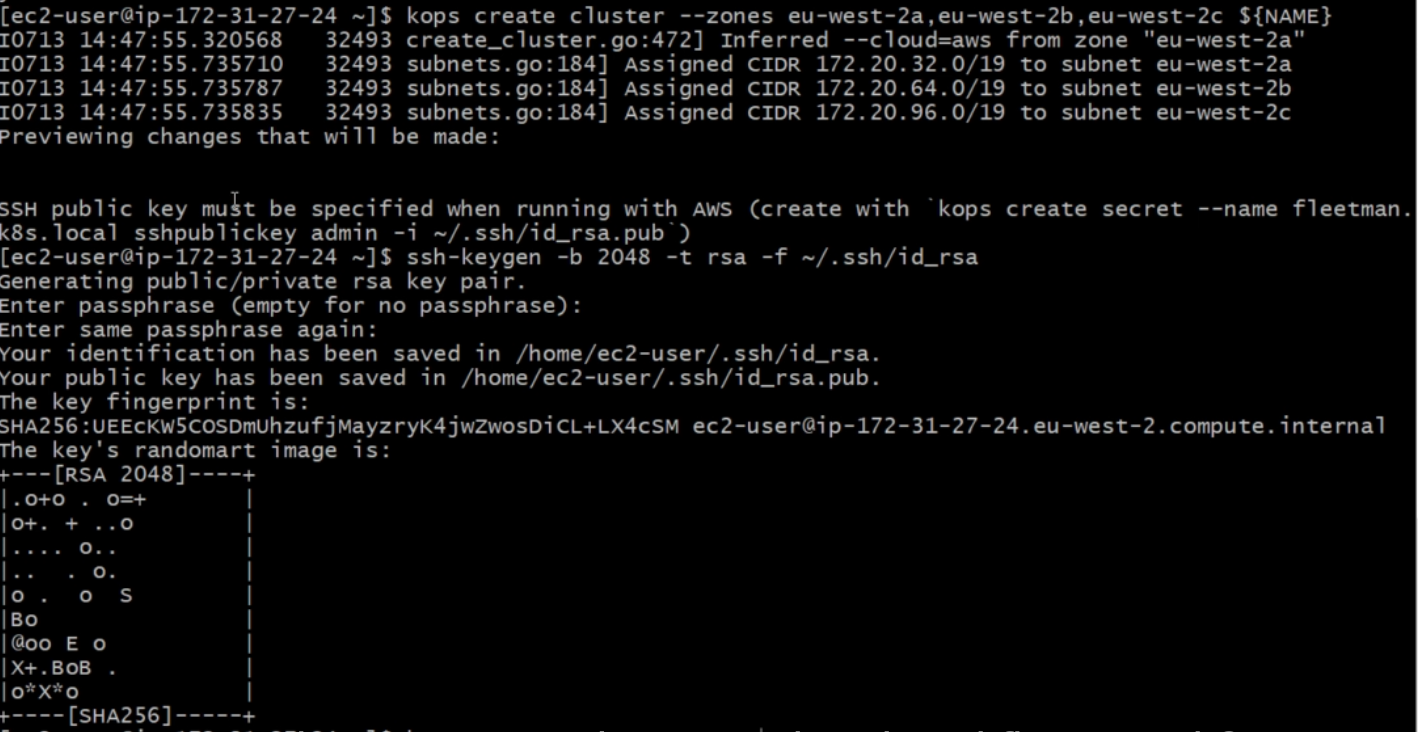 [ec2-user@ip-172-31-27-24 ~]$ kops create cluster --zones eu-west-2a,eu-west-2b,eu-west-2c ${NAME}
I0713 14:47:55.320568   32493 create_cluster.go:472] Inferred --cloud=aws from zone "eu-west-2a"
I0713 14:47:55.735710   32493 subnets.go:184] Assigned CIDR 172.20.32.0/19 to subnet eu-west-2a
I0713 14:47:55.735787   32493 subnets.go:184] Assigned CIDR 172.20.64.0/19 to subnet eu-west-2b
I0713 14:47:55.735835   32493 subnets.go:184] Assigned CIDR 172.20.96.0/19 to subnet eu-west-2c
Previewing changes that will be made:
SSH public key must be specified when running with AWS (create with `kops create secret --name fleetman.
k8s.local sshpublickey admin -i ~/.ssh/id_rsa.pub`)
[ec2-user@ip-172-31-27-24 ~]$ ssh-keygen -b 2048 -t rsa -f ~/.ssh/id_rsa
Generating public/private rsa key pair.
Enter passphrase (empty for no passphrase):
Enter same passphrase again:
Your identification has been saved in /home/ec2-user/.ssh/id_rsa.
Your public key has been saved in /home/ec2-user/.ssh/id_rsa.pub.
The key fingerprint is:
SHA256:UEEcKW5COSDmUhzufjMayzryK4jwZwosDiCL+LX4cSM ec2-user@ip-172-31-27-24.eu-west-2.compute.internal
The key's randomart image is:
+---[RSA 2048]----+
|.o+o . o=+       |
|o+. + ..o        |
|.... o..         |
|..  . o.         |
|o .  o  S        |
|Bo               |
|@oo E o          |
|X+.BoB .         |
|o*X*o            |
+----[SHA256]-----+